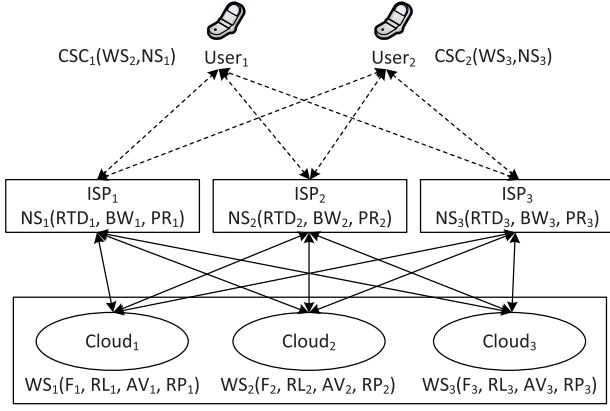 CSC₁(WS₂,NS₁) User₁ User₂ CSC₂(WS₃,NS₃)
ISP₁ ISP₂ ISP₃
NS₁(RTD₁, BW₁, PR₁) NS₂(RTD₂, BW₂, PR₂) NS₃(RTD₃, BW₃, PR₃)
Cloud₁ Cloud₂ Cloud₃
WS₁(F₁, RL₁, AV₁, RP₁) WS₂(F₂, RL₂, AV₂, RP₂) WS₃(F₃, RL₃, AV₃, RP₃)